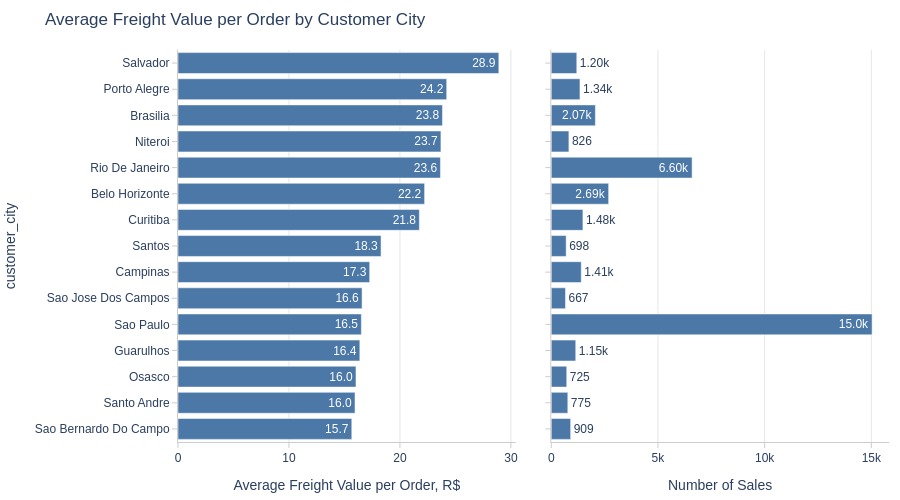 Average Freight Value per Order by Customer City
Salvador 28.9 1.20k
Porto Alegre 24.2 1.34k
Brasilia 23.8 2.07k
Niteroi 23.7 826
Rio De Janeiro 23.6 6.60k
Belo Horizonte 22.2 2.69k
Curitiba 21.8 1.48k
Santos 18.3 698
Campinas 17.3 1.41k
Sao Jose Dos Campos 16.6 667
Sao Paulo 16.5 15.0k
Guarulhos 16.4 1.15k
Osasco 16.0 725
Santo Andre 16.0 775
Sao Bernardo Do Campo 15.7 909
customer_city
0 10 20 30 0 5k 10k 15k
Average Freight Value per Order, R$ Number of Sales